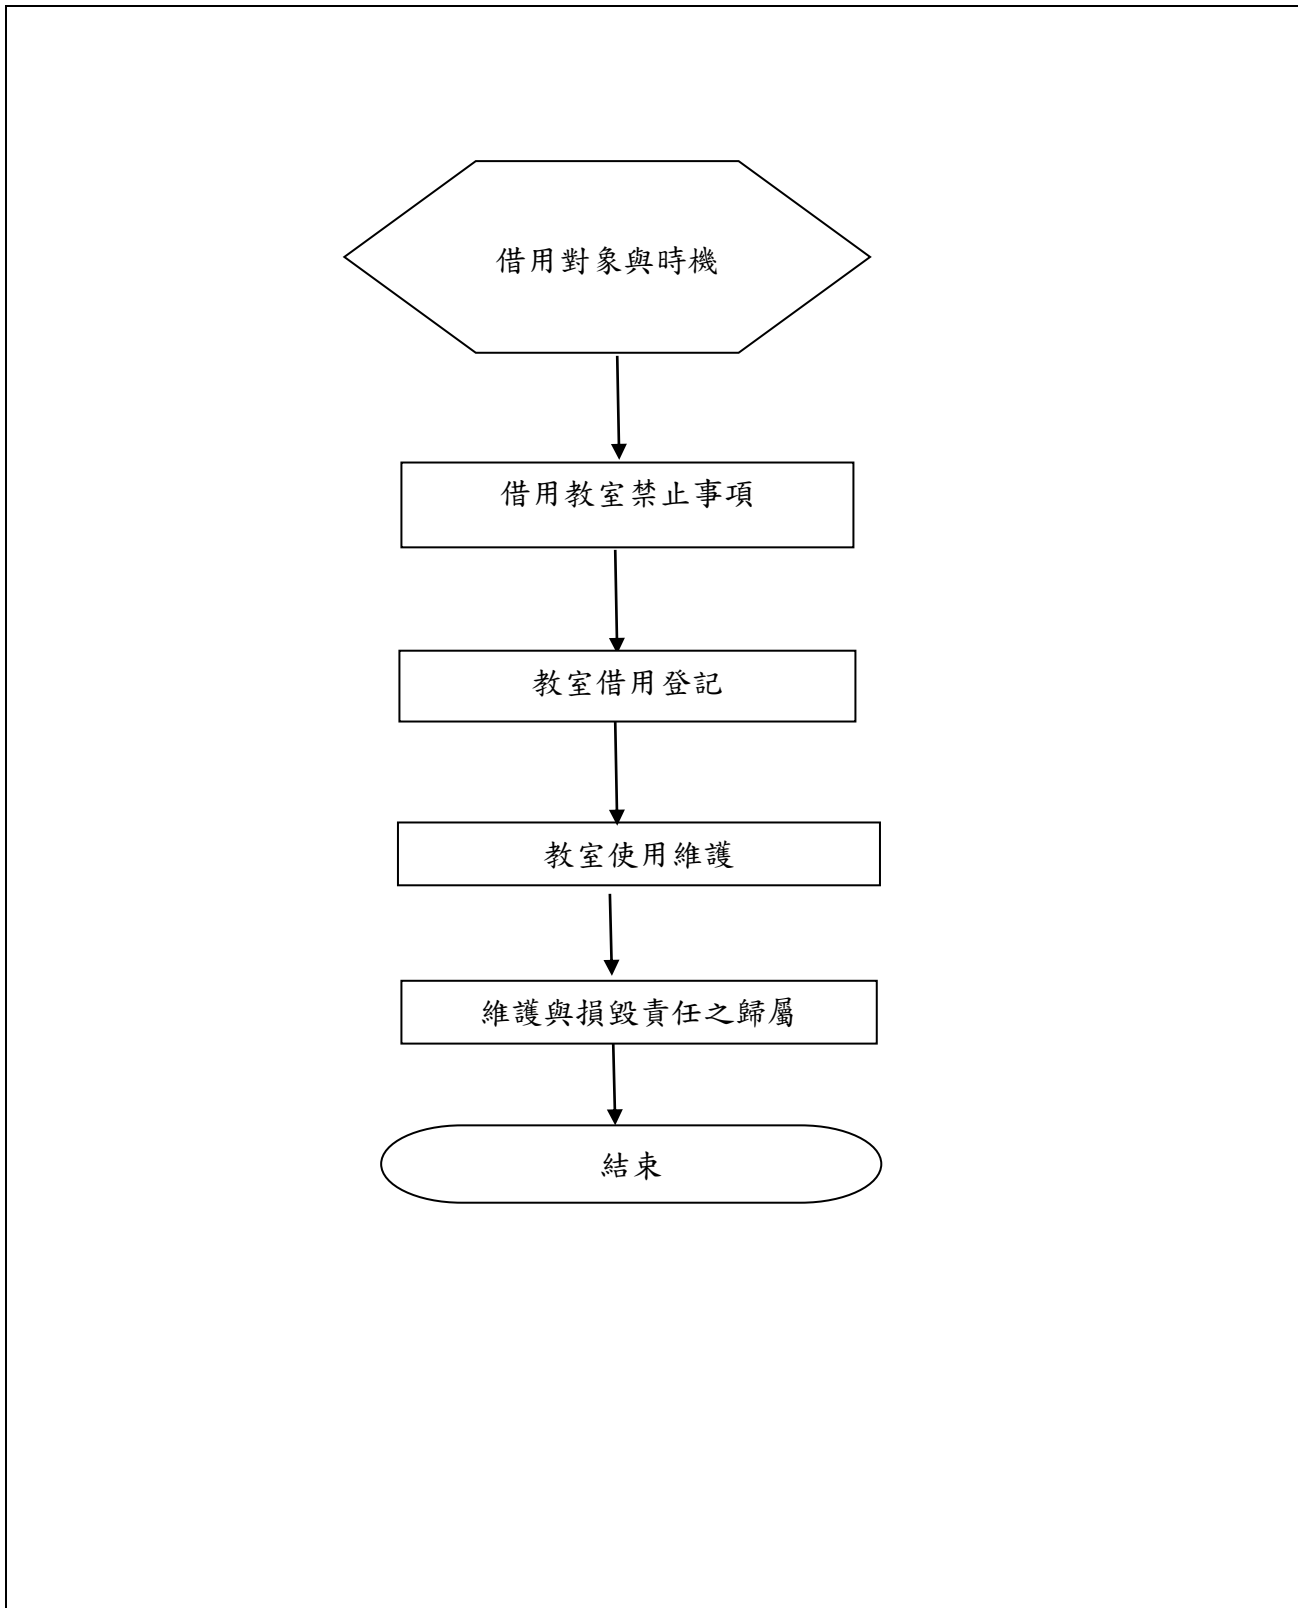 借用對象與時機
借用教室禁止事項
教室借用登記
教室使用維護
維護與損毀責任之歸屬
結束